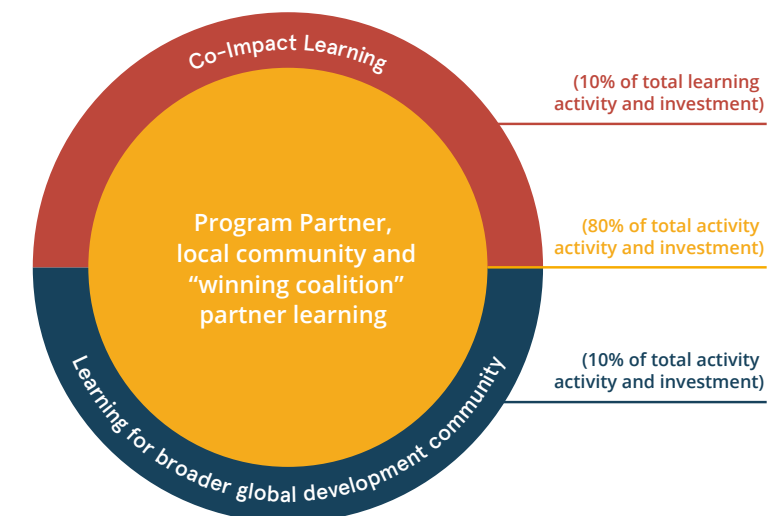 Co-Impact Learning
(10% of total learning
activity and investment)
Program Partner,
local community and
“winning coalition”
partner learning
(80% of total activity
activity and investment)
(10% of total activity
activity and investment)
Learning for broader global development community